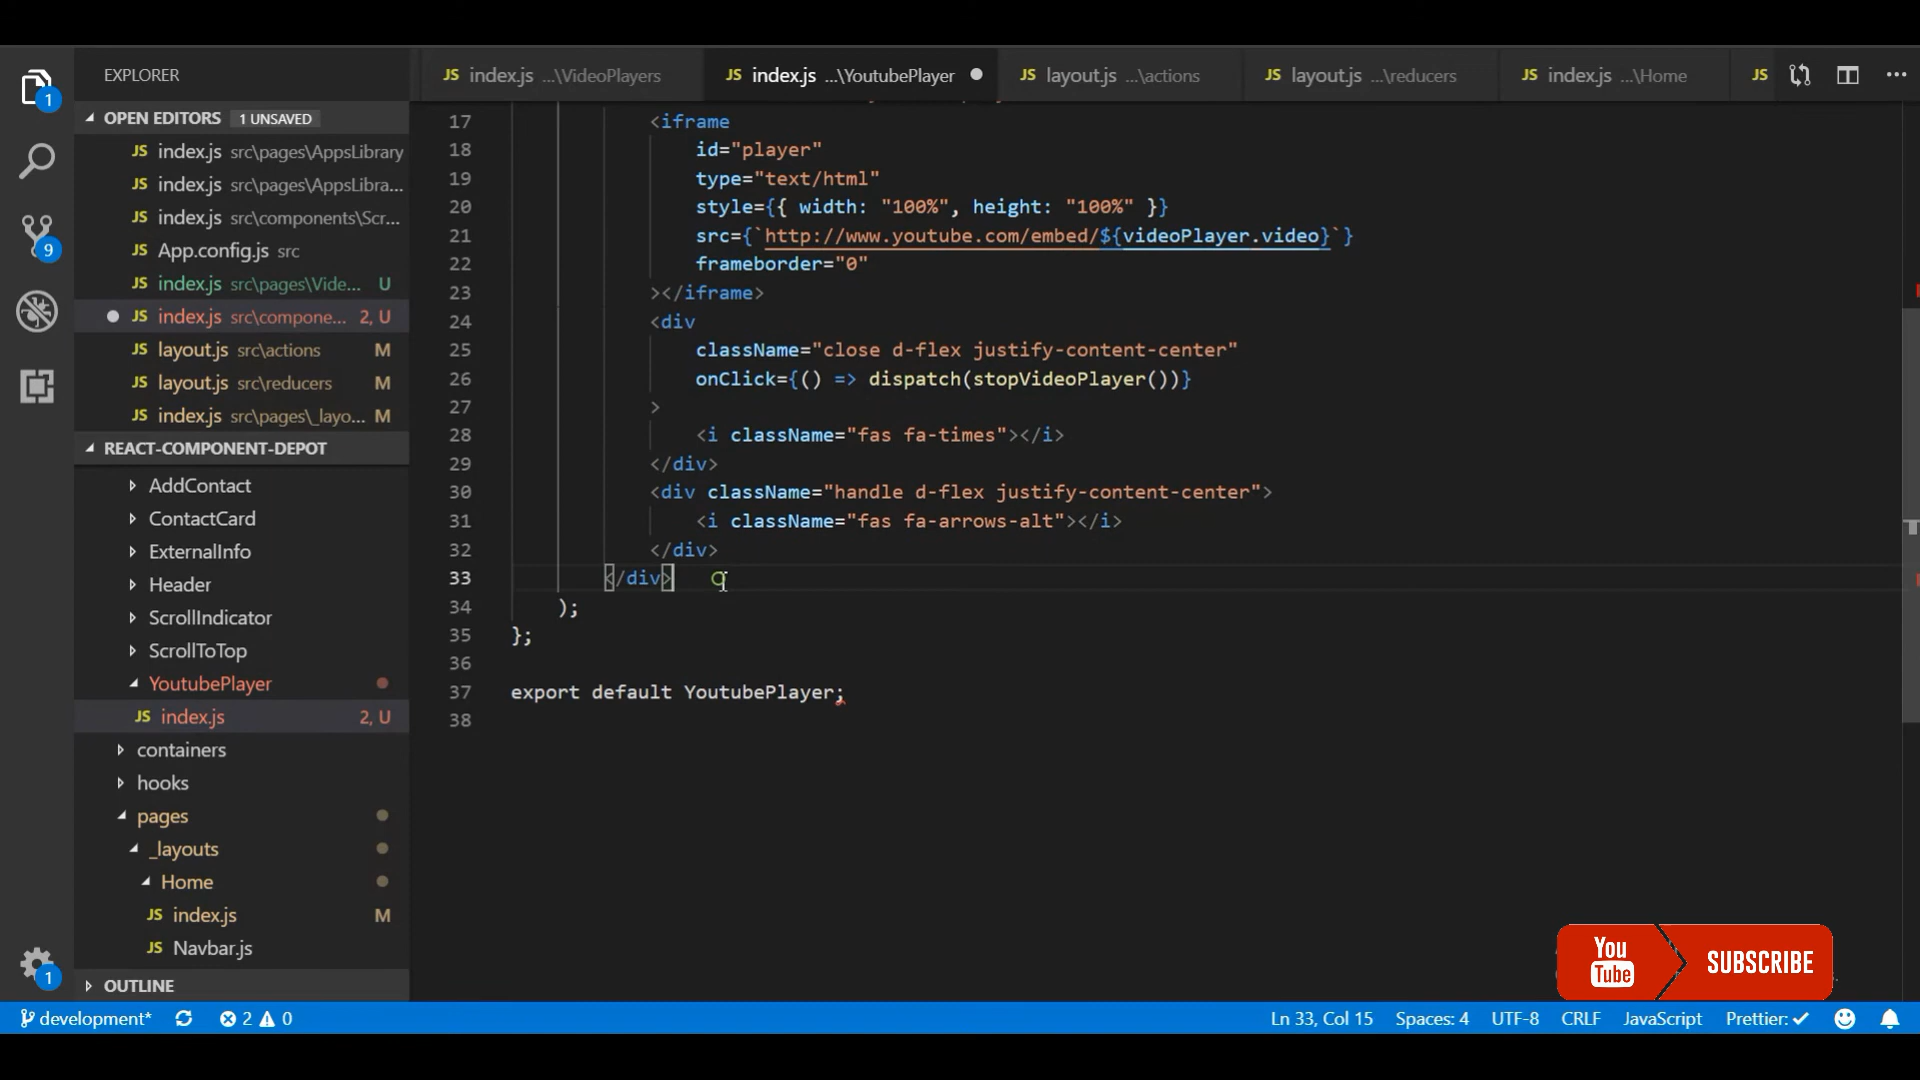 EXPLORER
JS index.js ...\VideoPlayers
JS index.js ...\YoutubePlayer
JS layout.js ...\actions
JS layout.js ...\reducers
JS index.js ...\Home
JS
1
9
1
OPEN EDITORS 1 UNSAVED
JS index.js src\pages\AppsLibrary
JS index.js src\pages\AppsLibra...
JS index.js src\components\Scr...
JS App.config.js src
JS index.js src\pages\Vide... U
JS index.js src\compone... 2, U
JS layout.js src\actions M
JS layout.js src\reducers M
JS index.js src\pages\_layo... M
REACT-COMPONENT-DEPOT
AddContact
ContactCard
ExternalInfo
Header
ScrollIndicator
ScrollToTop
YoutubePlayer
JS index.js 2, U
containers
hooks
pages
_layouts
Home
JS index.js M
JS Navbar.js
OUTLINE
17 <iframe
18 id="player"
19 type="text/html"
20 style={{ width: "100%", height: "100%" }}
21 src={`http://www.youtube.com/embed/${videoPlayer.video}`}
22 frameborder="0"
23 ></iframe>
24 <div
25 className="close d-flex justify-content-center"
26 onClick={() => dispatch(stopVideoPlayer())}
27 >
28 <i className="fas fa-times"></i>
29 </div>
30 <div className="handle d-flex justify-content-center">
31 <i className="fas fa-arrows-alt"></i>
32 </div>
33 </div>
34 );
35 };
36
37 export default YoutubePlayer;
38
You
Tube
SUBSCRIBE
development* 2 0 Ln 33, Col 15 Spaces: 4 UTF-8 CRLF JavaScript Prettier: ✓